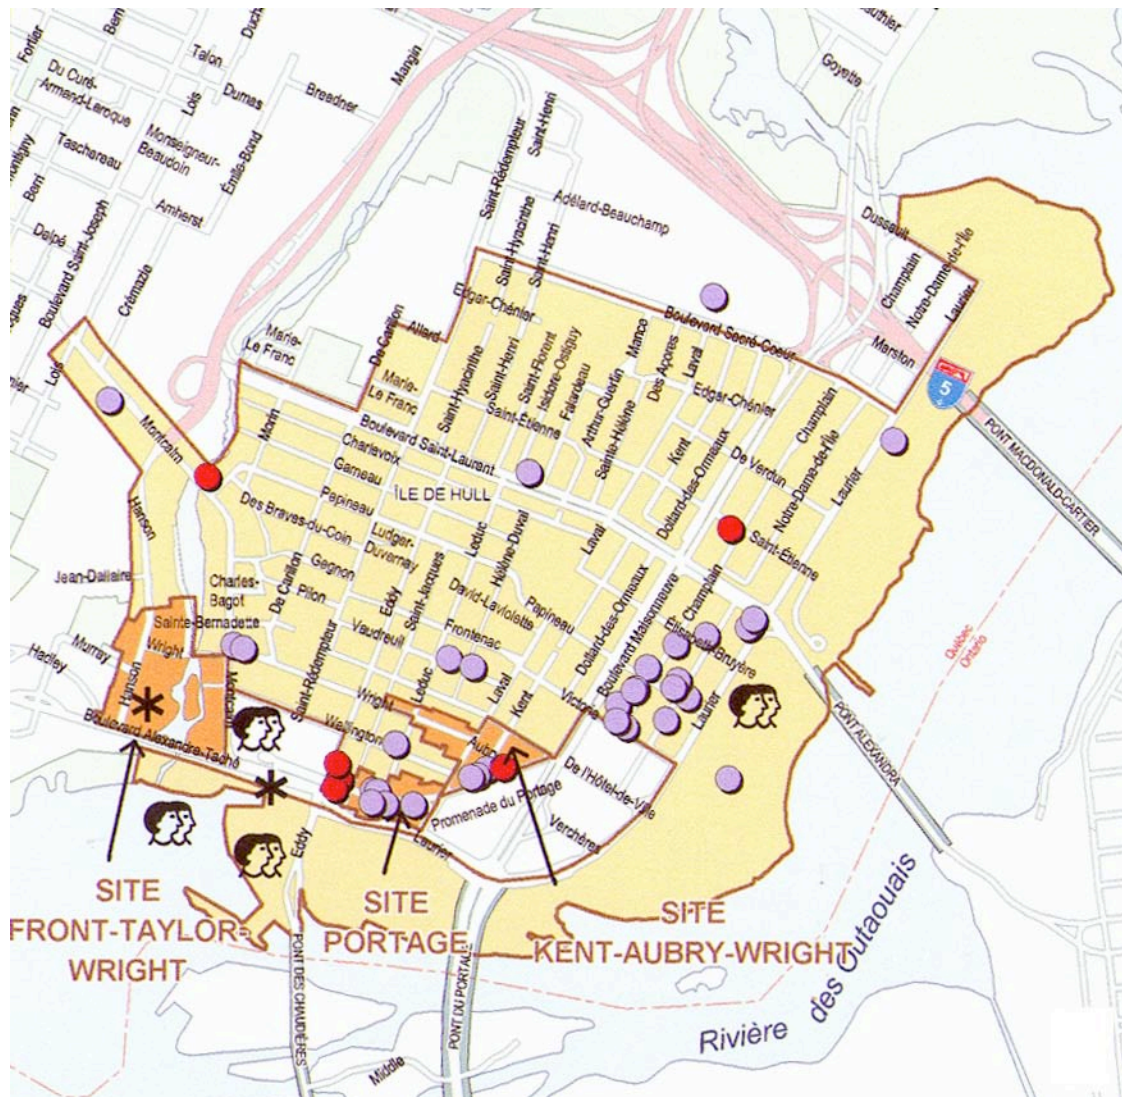 Fortier
Lois
Mangin
Talon
Du Curé-
Armand-Laroque
Dumas
Breadner
Goyette
Taschereau
Monseigneur-
Beaudoin
Émile-Bond
Berri
Amherst
Dalpé
Boulevard Saint-Joseph
Crémazie
Saint-Rédempteur
Saint-Henri
Saint-Hyacinthe
Saint-Henri
Adélard-Beauchamp
Dussault
Champlain
Notre-Dame-de-l'Île
Laurier
Marston
5
PONT MACDONALD-CARTIER
Edgar-Chénier
Boulevard Sacré-Coeur
De Carillon
Allard
Marie-
Le Franc
Marie-
Le Franc
Saint-Hyacinthe
Saint-Henri
Saint-Florent
Isidore-Ostiguy
Falardeau
Saint-Étienne
Arthur-Guertin
Sainte-Hélène
Marco
Des Açores
Laval
Edgar-Chénier
Kent
Dollard-des-Ormeaux
De Verdun
Champlain
Notre-Dame-de-l'Île
Laurier
Saint-Étienne
Lois
Montcalm
Morin
Boulevard Saint-Laurent
Charlevoix
Garneau
ÎLE DE HULL
Papineau
Des Braves-du-Coin
Ludger-
Duvernay
Leduc
Hélène-Duval
Laval
Hanson
Jean-Dallaire
Charles-
Bagot
De Carillon
Gagnon
Pilon
Eddy
Saint-Jacques
David-Laviolette
Papineau
Dollard-des-Ormeaux
Boulevard Maisonneuve
Champlain
Élisabeth-Bruyère
Sainte-Bernadette
Saint-Rédempteur
Vaudreuil
Frontenac
Leduc
Laval
Kent
Victoria
Laurier
Hadley
Murray
Hanson
Wright
Montcalm
Wright
Wellington
Aubry
Boulevard Alexandre-Taché
Promenade du Portage
De l'Hôtel-de-Ville
Verchères
Laurier
Eddy
Québec
Ontario
PONT ALEXANDRA
SITE
FRONT-TAYLOR-
WRIGHT
SITE
PORTAGE
SITE
KENT-AUBRY-WRIGHT
PONT DES CHAUDIÈRES
PONT DU PORTAGE
Middle
Rivière des Outaouais